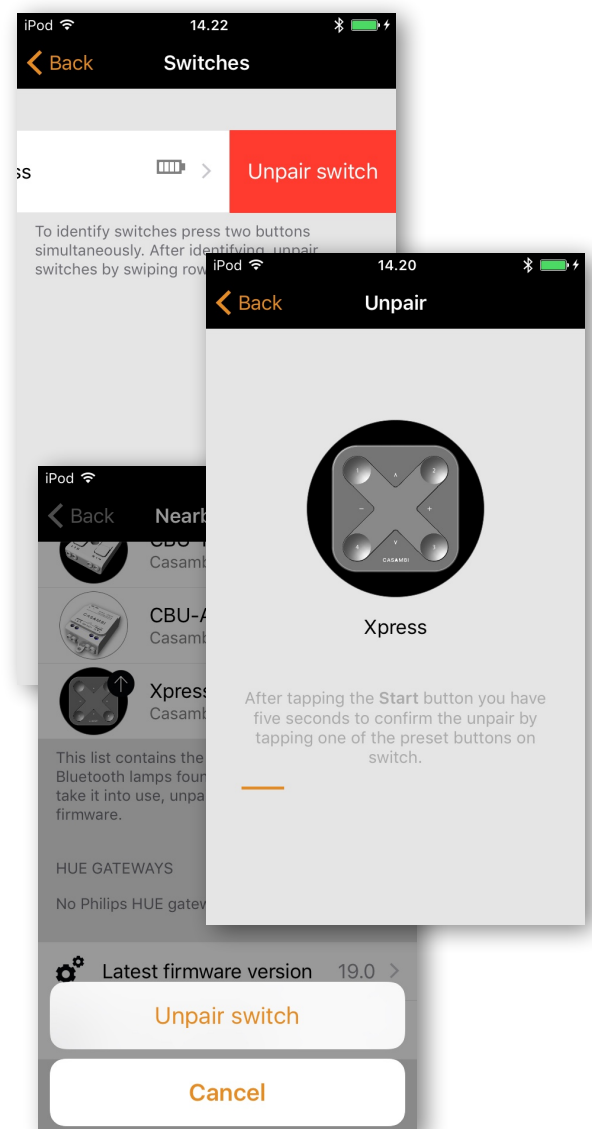 iPod 14.22
Back Switches
ss Unpair switch
To identify switches press two buttons
simultaneously. After identifying, unpair
switches by swiping row
iPod 14.20
Back Unpair
1 2
CASAMBI
Xpress
After tapping the Start button you have
five seconds to confirm the unpair by
tapping one of the preset buttons on
switch.
iPod
Back Nearb
Casamb
CBU-A
Casamb
Xpress
Casamb
This list contains the
Bluetooth lamps foun
take it into use, unpa
firmware.
HUE GATEWAYS
No Philips HUE gatew
Latest firmware version 19.0
Unpair switch
Cancel